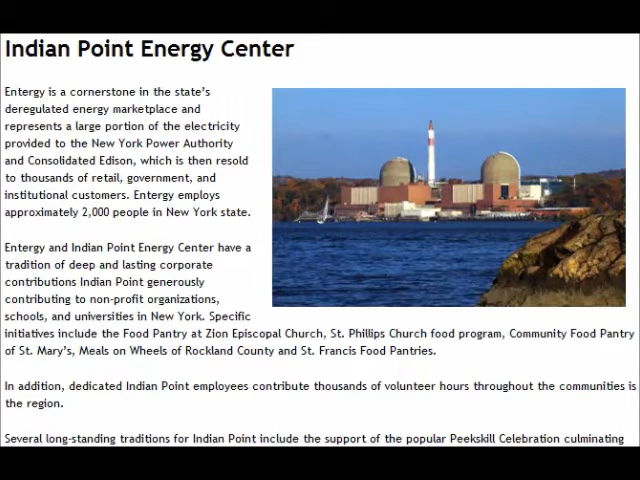 Indian Point Energy Center
Entergy is a cornerstone in the state's
deregulated energy marketplace and
represents a large portion of the electricity
provided to the New York Power Authority
and Consolidated Edison, which is then resold
to thousands of retail, government, and
institutional customers. Entergy employs
approximately 2,000 people in New York state.
Entergy and Indian Point Energy Center have a
tradition of deep and lasting corporate
contributions Indian Point generously
contributing to non-profit organizations,
schools, and universities in New York. Specific
initiatives include the Food Pantry at Zion Episcopal Church, St. Phillips Church food program, Community Food Pantry
of St. Mary's, Meals on Wheels of Rockland County and St. Francis Food Pantries.
In addition, dedicated Indian Point employees contribute thousands of volunteer hours throughout the communities is
the region.
Several long-standing traditions for Indian Point include the support of the popular Peekskill Celebration culminating